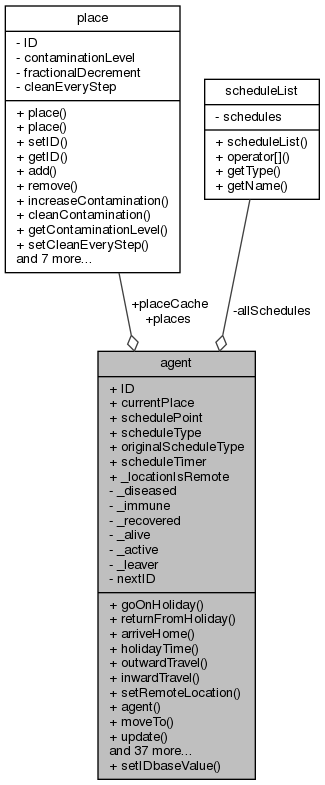 place
- ID
- contaminationLevel
- fractionalDecrement
- cleanEveryStep
+ place()
+ place()
+ setID()
+ getID()
+ add()
+ remove()
+ increaseContamination()
+ cleanContamination()
+ getContaminationLevel()
+ setCleanEveryStep()
and 7 more...
scheduleList
- schedules
+ scheduleList()
+ operator[]()
+ getType()
+ getName()
+placeCache
+places
-allSchedules
agent
+ ID
+ currentPlace
+ schedulePoint
+ scheduleType
+ originalScheduleType
+ scheduleTimer
+ _locationIsRemote
- _diseased
- _immune
- _recovered
- _alive
- _active
- _leaver
- nextID
+ goOnHoliday()
+ returnFromHoliday()
+ arriveHome()
+ holidayTime()
+ outwardTravel()
+ inwardTravel()
+ setRemoteLocation()
+ agent()
+ moveTo()
+ update()
and 37 more...
+ setIDbaseValue()